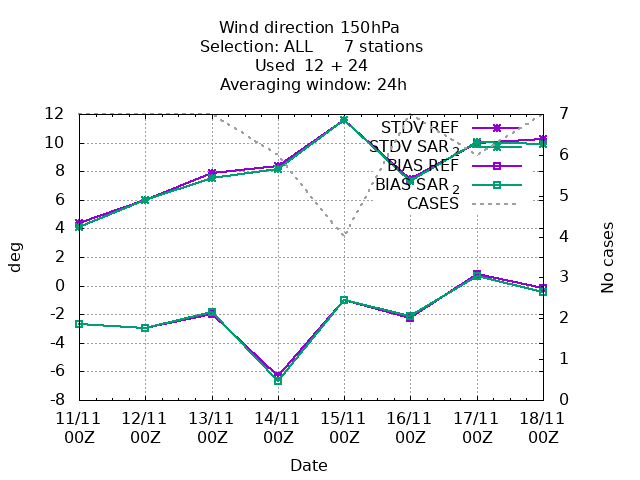 Wind direction 150hPa
Selection: ALL 7 stations
Used 12 + 24
Averaging window: 24h
12 7
10 6
8
6 5
4 4
2
0 3
-2 2
-4
-6 1
-8 0
STDV REF
STDV SAR 2
BIAS REF
BIAS SAR 2
CASES
deg
No cases
11/11 12/11 13/11 14/11 15/11 16/11 17/11 18/11
00Z 00Z 00Z 00Z 00Z 00Z 00Z 00Z
Date